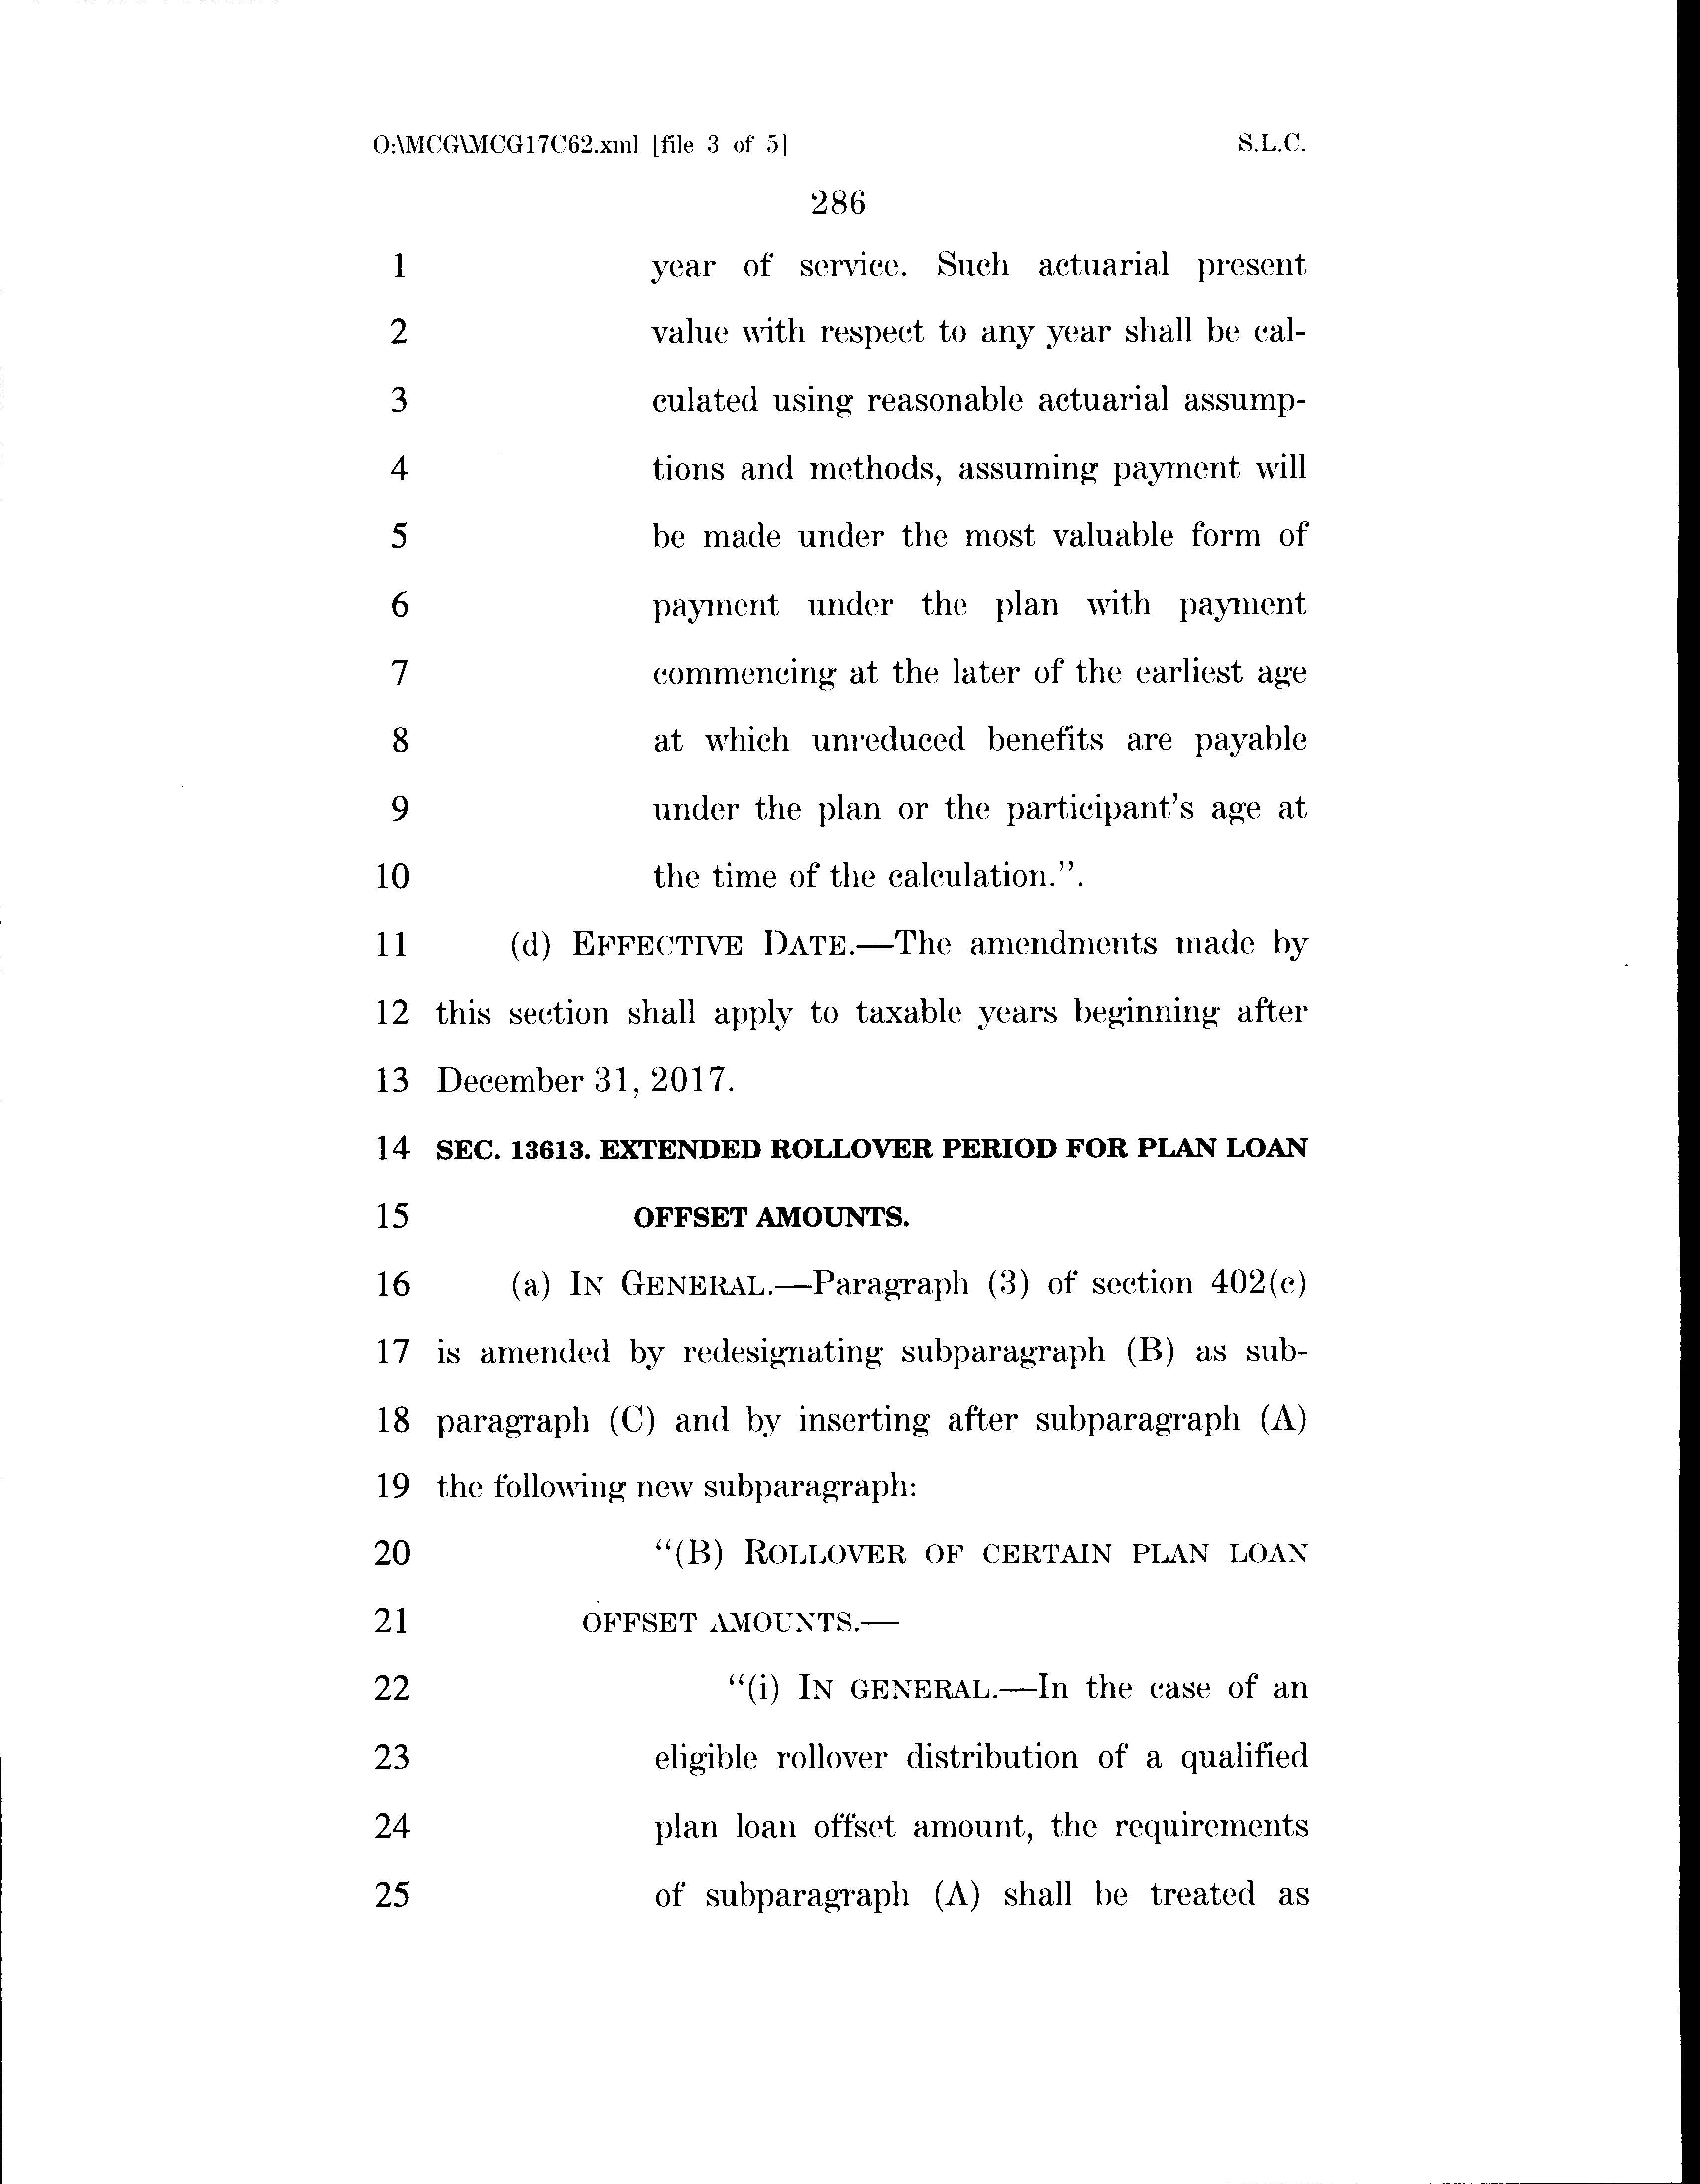 O:\MCG\MCG17C62.xml [file 3 of 5] S.L.C.
286
1 year of service. Such actuarial present
2 value with respect to any year shall be cal-
3 culated using reasonable actuarial assump-
4 tions and methods, assuming payment will
5 be made under the most valuable form of
6 payment under the plan with payment
7 commencing at the later of the earliest age
8 at which unreduced benefits are payable
9 under the plan or the participant's age at
10 the time of the calculation.”.
11 (d) EFFECTIVE DATE.—The amendments made by
12 this section shall apply to taxable years beginning after
13 December 31, 2017.
14 SEC. 13613. EXTENDED ROLLOVER PERIOD FOR PLAN LOAN
15 OFFSET AMOUNTS.
16 (a) IN GENERAL.—Paragraph (3) of section 402(c)
17 is amended by redesignating subparagraph (B) as sub-
18 paragraph (C) and by inserting after subparagraph (A)
19 the following new subparagraph:
20 “(B) ROLLOVER OF CERTAIN PLAN LOAN
21 OFFSET AMOUNTS.—
22 “(i) IN GENERAL.—In the case of an
23 eligible rollover distribution of a qualified
24 plan loan offset amount, the requirements
25 of subparagraph (A) shall be treated as